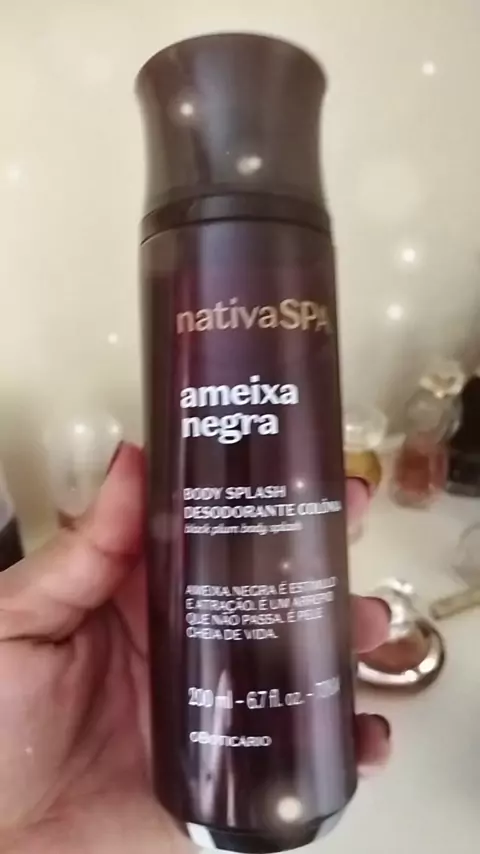 nativaSPA
ameixa
negra
BODY SPLASH
DESODORANTE COLÔNIA
black plum body splash
AMEIXA NEGRA É ESTÍMULO
E ATRAÇÃO. É UM ARREPIO
QUE NÃO PASSA. É PELE
CHEIA DE VIDA.
200 ml - 6.7 fl. oz. -
OBOTICÁRIO